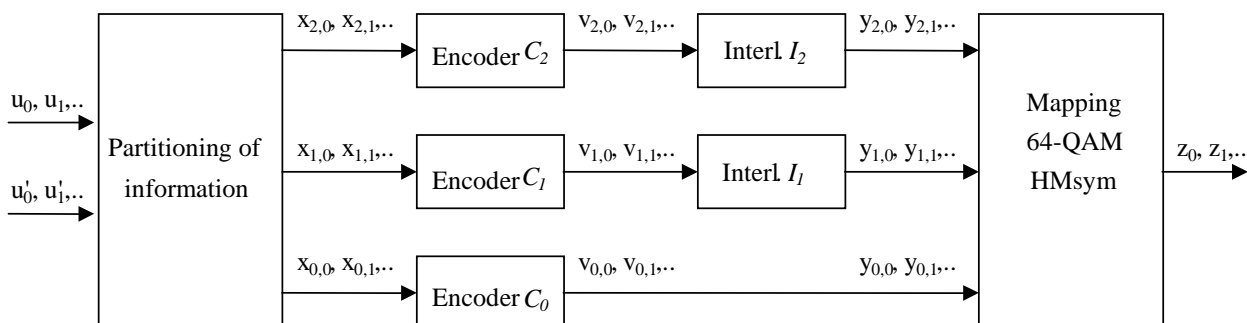 u0, u1,..
u'0, u'1,..
Partitioning of
information
x2,0, x2,1,..
Encoder C2
v2,0, v2,1,..
Interl. I2
y2,0, y2,1,..
x1,0, x1,1,..
Encoder C1
v1,0, v1,1,..
Interl. I1
y1,0, y1,1,..
x0,0, x0,1,..
Encoder C0
v0,0, v0,1,..
y0,0, y0,1,..
Mapping
64-QAM
HMsym
z0, z1,..